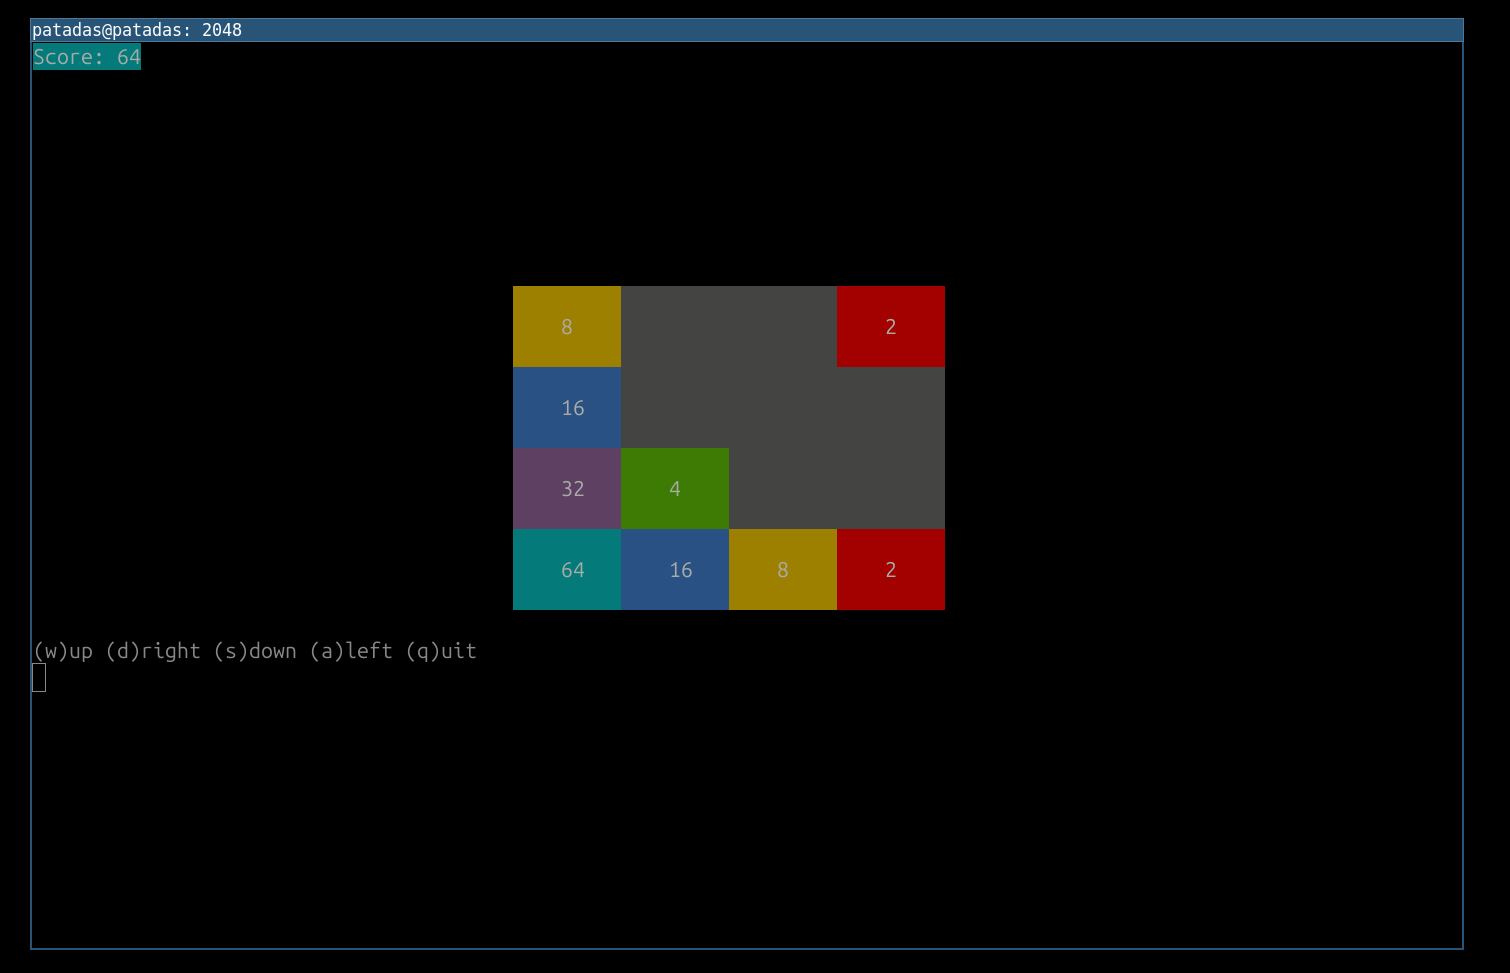 patadas@patadas: 2048
Score: 64
8 2
16
32 4
64 16 8 2
(w)up (d)right (s)down (a)left (q)uit